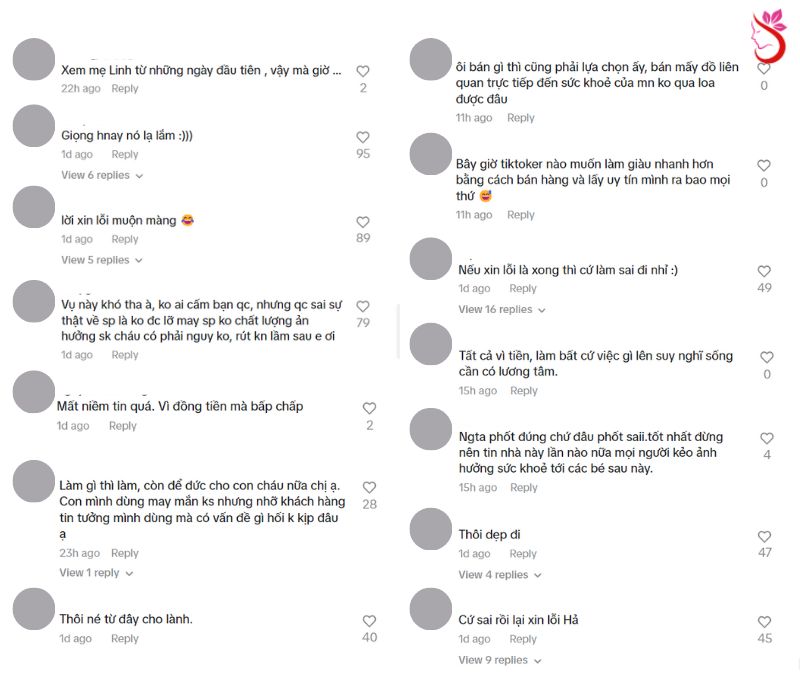 Xem mẹ Linh từ những ngày đầu tiên , vậy mà giờ ...
22h ago Reply
2
Giọng hnay nó lạ lắm :)))
1d ago Reply
95
View 6 replies
lời xin lỗi muộn màng 😂
1d ago Reply
89
View 5 replies
Vụ này khó tha à, ko ai cấm bạn qc, nhưng qc sai sự
thật về sp là ko đc lỡ may sp ko chất lượng ản
hưởng sk cháu có phải nguy ko, rút kn lầm sau e ơi
1d ago Reply
79
Mất niềm tin quá. Vì đồng tiền mà bấp chấp
1d ago Reply
2
Làm gì thì làm, còn để đức cho con cháu nữa chị ạ.
Con mình dùng may mắn ks nhưng nhỡ khách hàng
tin tưởng mình dùng mà có vấn đề gì hối k kịp đâu
ạ
23h ago Reply
28
View 1 reply
Thôi né từ đây cho lành.
1d ago Reply
40
ôi bán gì thì cũng phải lựa chọn ấy, bán mấy đồ liên
quan trực tiếp đến sức khoẻ của mn ko qua loa
được đâu
11h ago Reply
0
Bây giờ tiktoker nào muốn làm giàu nhanh hơn
bằng cách bán hàng và lấy uy tín mình ra bao mọi
thứ 😅
11h ago Reply
0
Nếu xin lỗi là xong thì cứ làm sai đi nhỉ :)
1d ago Reply
49
View 16 replies
Tất cả vì tiền, làm bất cứ việc gì lên suy nghĩ sống
cần có lương tâm.
15h ago Reply
0
Ngta phốt đúng chứ đâu phốt saii.tốt nhất đừng
nên tin nhà này lần nào nữa mọi người kẻo ảnh
hưởng sức khoẻ tới các bé sau này.
15h ago Reply
4
Thôi dẹp đi
1d ago Reply
47
View 4 replies
Cứ sai rồi lại xin lỗi Hả
1d ago Reply
45
View 9 replies